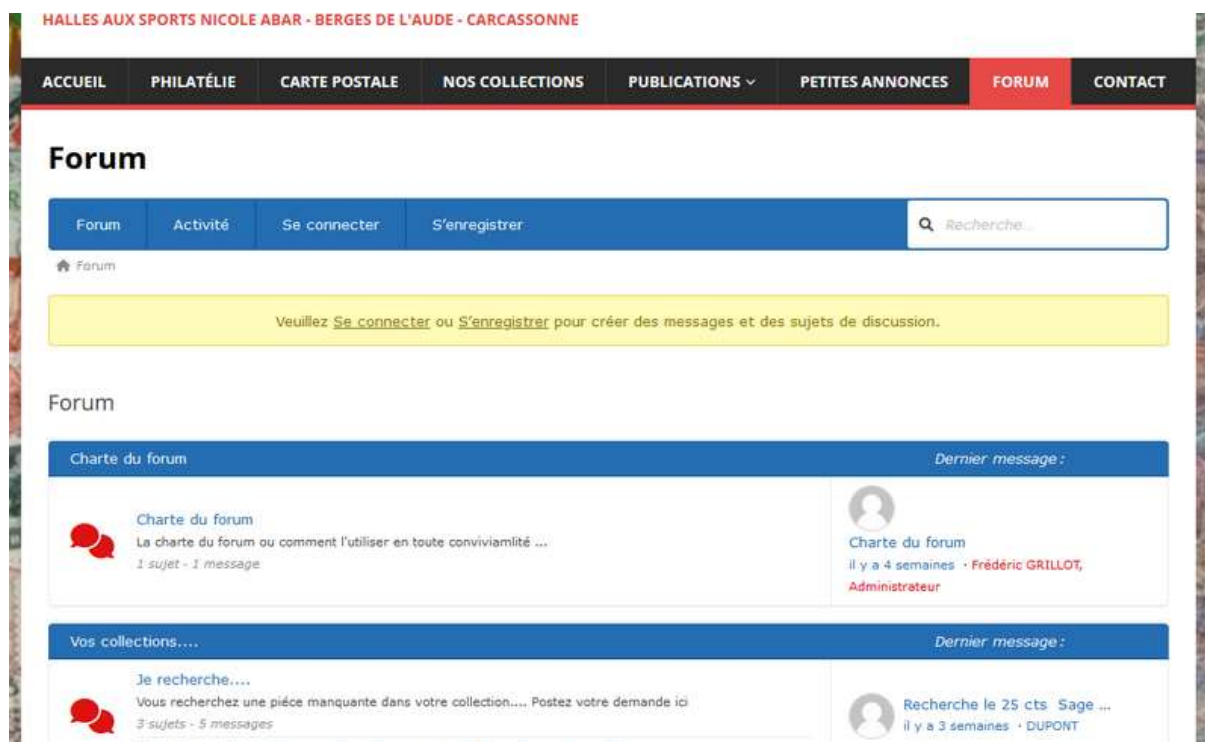 HALLES AUX SPORTS NICOLE ABAR - BERGES DE L'AUDE - CARCASSONNE
ACCUEIL PHILATÉLIE CARTE POSTALE NOS COLLECTIONS PUBLICATIONS PETITES ANNONCES FORUM CONTACT
Forum
Forum Activité Se connecter S'enregistrer Recherche...
Forum
Veuillez Se connecter ou S'enregistrer pour créer des messages et des sujets de discussion.
Forum
Charte du forum Dernier message :
Charte du forum
La charte du forum ou comment l'utiliser en toute conviviamlité ...
1 sujet - 1 message
Charte du forum
il y a 4 semaines · Frédéric GRILLOT,
Administrateur
Vos collections.... Dernier message :
Je recherche....
Vous recherchez une piéce manquante dans votre collection.... Postez votre demande ici
3 sujets - 5 messages
Recherche le 25 cts Sage ...
il y a 3 semaines · DUPONT